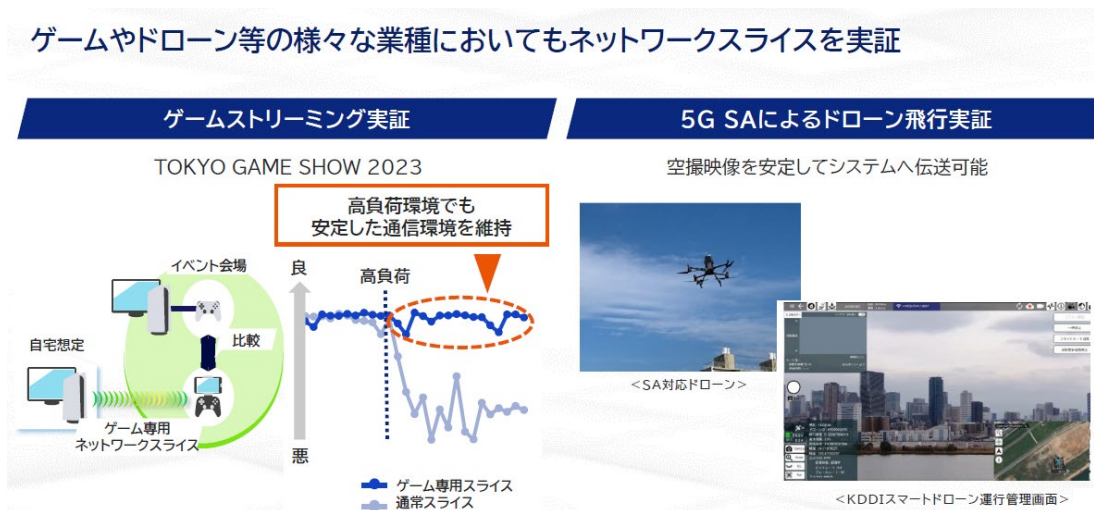 ゲームやドローン等の様々な業種においてもネットワークスライスを実証
ゲームストリーミング実証
TOKYO GAME SHOW 2023
高負荷環境でも
安定した通信環境を維持
イベント会場
良
高負荷
比較
自宅想定
ゲーム専用
ネットワークスライス
悪
ゲーム専用スライス
通常スライス
5G SAによるドローン飛行実証
空撮映像を安定してシステムへ伝送可能
<SA対応ドローン>
<KDDIスマートドローン運行管理画面>